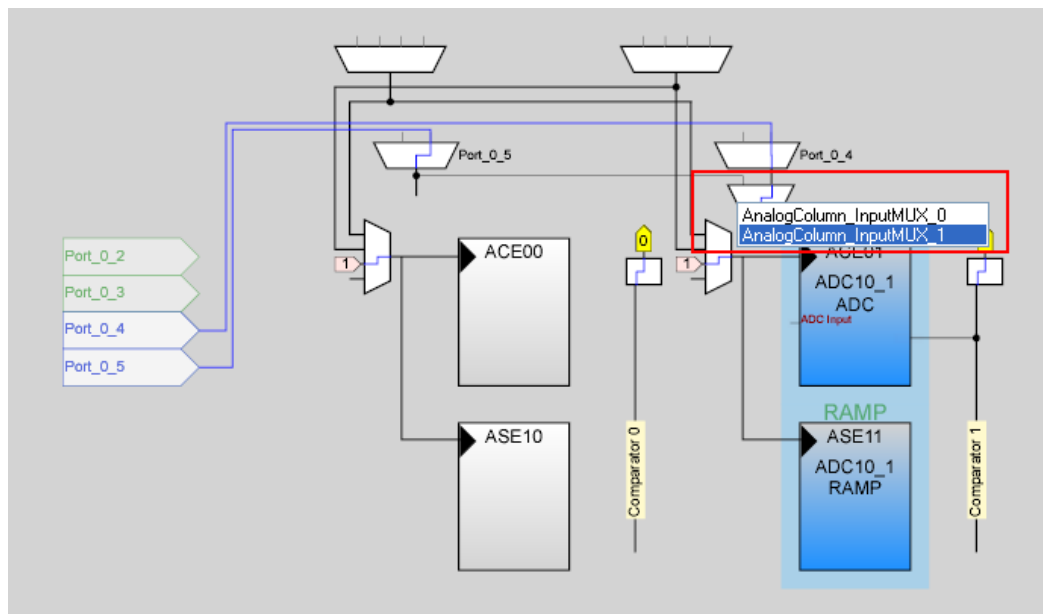 Port_0_5
Port_0_4
AnalogColumn_InputMUX_0
AnalogColumn_InputMUX_1
Port_0_2
Port_0_3
Port_0_4
Port_0_5
1
ACE00
0
1
ACE01
ADC10_1
ADC
ADC Input
RAMP
ASE10
Comparator 0
ASE11
ADC10_1
RAMP
Comparator 1